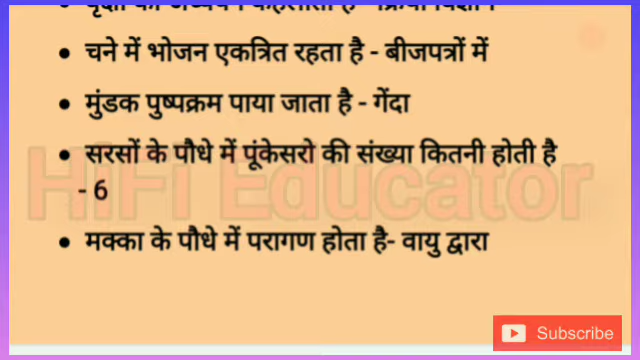 • चने में भोजन एकत्रित रहता है - बीजपत्रों में
• मुंडक पुष्पक्रम पाया जाता है - गेंदा
• सरसों के पौधे में पूंकेसरो की संख्या कितनी होती है
- 6
• मक्का के पौधे में परागण होता है- वायु द्वारा
HiFi Educator
Subscribe